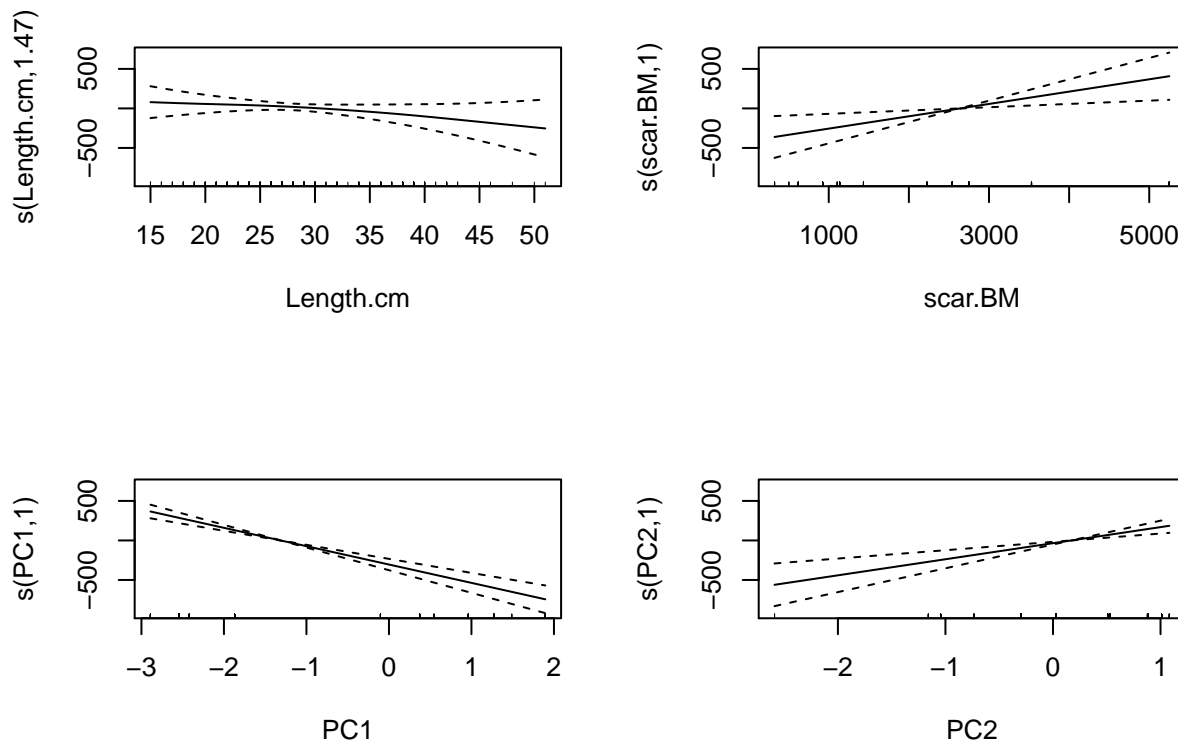 s(Length.cm,1.47)
500
−500
15 20 25 30 35 40 45 50
Length.cm
s(scar.BM,1)
500
−500
1000 3000 5000
scar.BM
s(PC1,1)
500
−500
−3 −2 −1 0 1 2
PC1
s(PC2,1)
500
−500
−2 −1 0 1
PC2